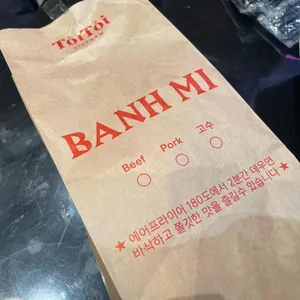 TôiTôi
VIETNAM
BANH MI
Beef Pork 고수
★ 에어프라이어 180도에서 2분간 데우면
바삭하고 쫄깃한 맛을 즐길수 있습니다 ★